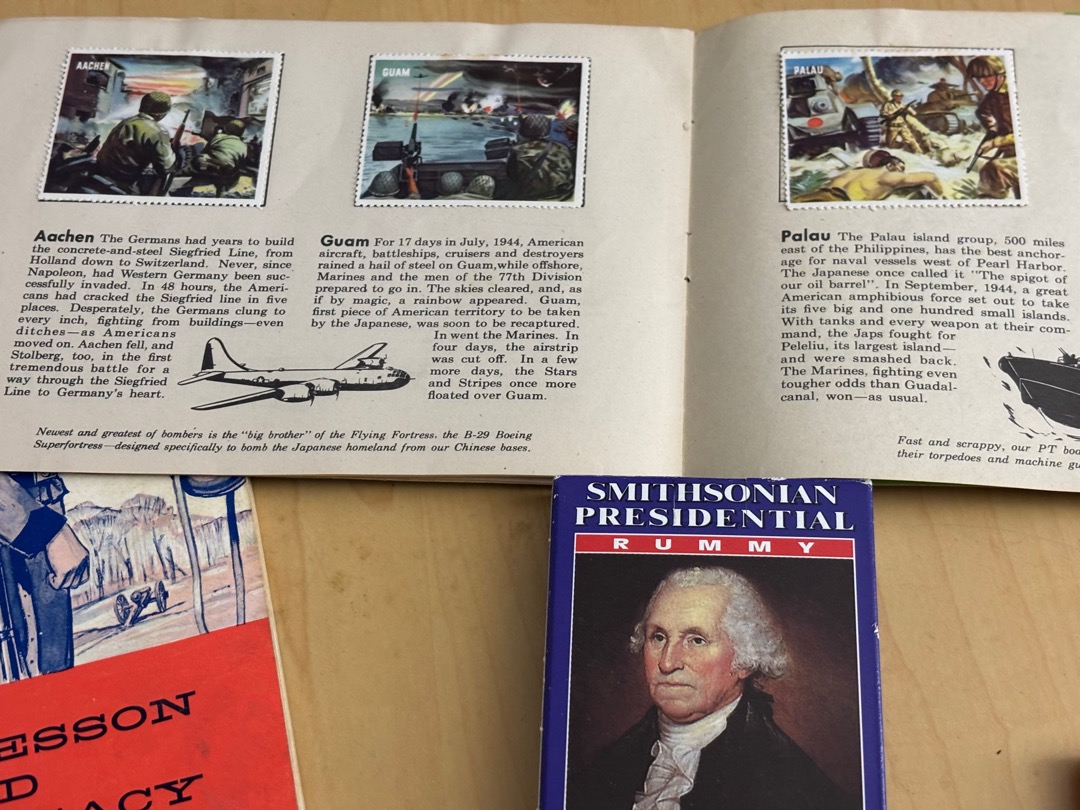 AACHEN
Aachen The Germans had years to build
the concrete-and-steel Siegfried Line, from
Holland down to Switzerland. Never, since
Napoleon, had Western Germany been suc-
cessfully invaded. In 48 hours, the Ameri-
cans had cracked the Siegfried line in five
places. Desperately, the Germans clung to
every inch, fighting from buildings—even
ditches—as Americans
moved on. Aachen fell, and
Stolberg, too, in the first
tremendous battle for a
way through the Siegfried
Line to Germany's heart.
GUAM
Guam For 17 days in July, 1944, American
aircraft, battleships, cruisers and destroyers
rained a hail of steel on Guam, while offshore,
Marines and the men of the 77th Division
prepared to go in. The skies cleared, and, as
if by magic, a rainbow appeared. Guam,
first piece of American territory to be taken
by the Japanese, was soon to be recaptured.
In went the Marines. In
four days, the airstrip
was cut off. In a few
more days, the Stars
and Stripes once more
floated over Guam.
Newest and greatest of bombers is the "big brother" of the Flying Fortress, the B-29 Boeing
Superfortress—designed specifically to bomb the Japanese homeland from our Chinese bases.
PALAU
Palau The Palau island group, 500 miles
east of the Philippines, has the best anchor-
age for naval vessels west of Pearl Harbor.
The Japanese once called it "The spigot of
our oil barrel". In September, 1944, a great
American amphibious force set out to take
its five big and one hundred small islands.
With tanks and every weapon at their com-
mand, the Japs fought for
Peleliu, its largest island—
and were smashed back.
The Marines, fighting even
tougher odds than Guadal-
canal, won—as usual.
Fast and scrappy, our PT
their torpedoes and machine
SMITHSONIAN
PRESIDENTIAL
RUMMY
ESSON
D
ACY